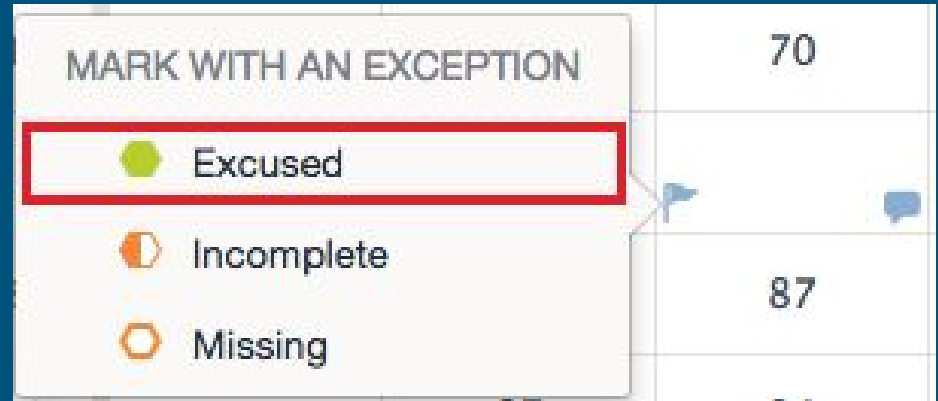 MARK WITH AN EXCEPTION
70
Excused
Incomplete
87
Missing